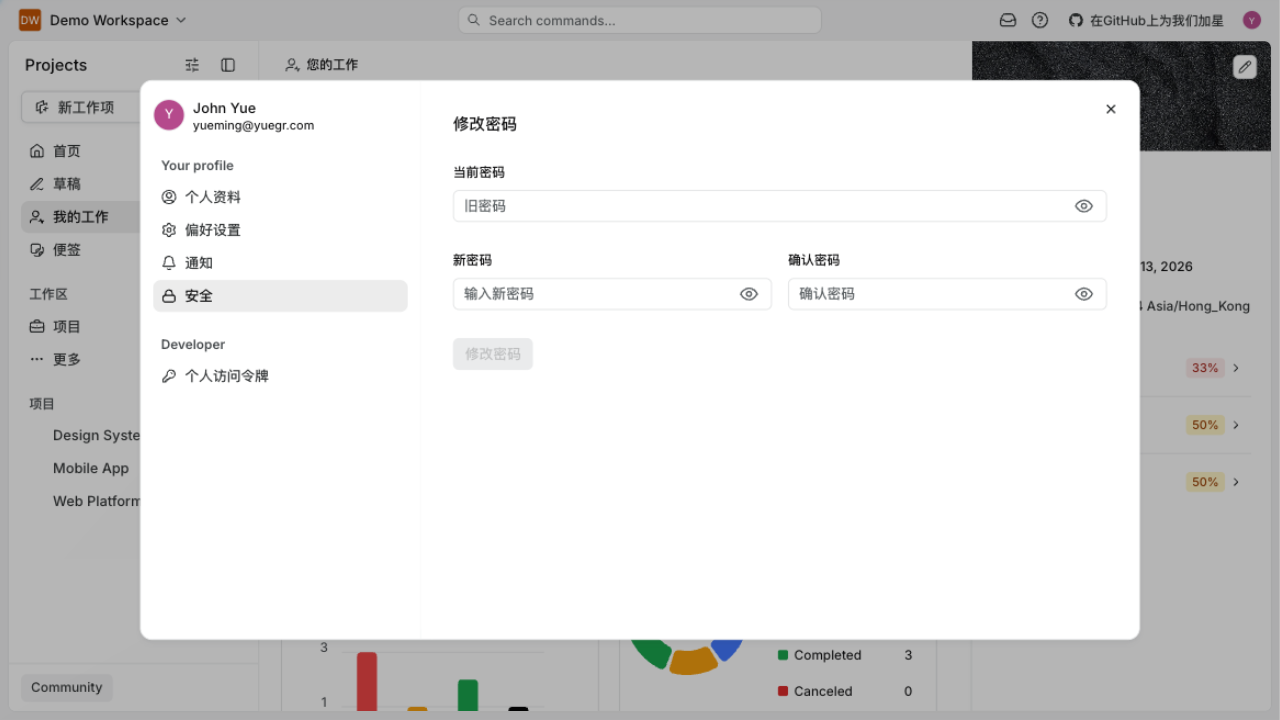 DW Demo Workspace
Search commands...
在GitHub上为我们加星
Y
Projects
您的工作
新工作项
首页
草稿
我的工作
便签
工作区
项目
更多
项目
Design Syste
Mobile App
Web Platform
Community
Y
John Yue
yueming@yuegr.com
Your profile
个人资料
偏好设置
通知
安全
Developer
个人访问令牌
修改密码
当前密码
旧密码
新密码
确认密码
输入新密码
确认密码
修改密码
13, 2026
Asia/Hong_Kong
33%
50%
50%
3
1
Completed 3
Canceled 0